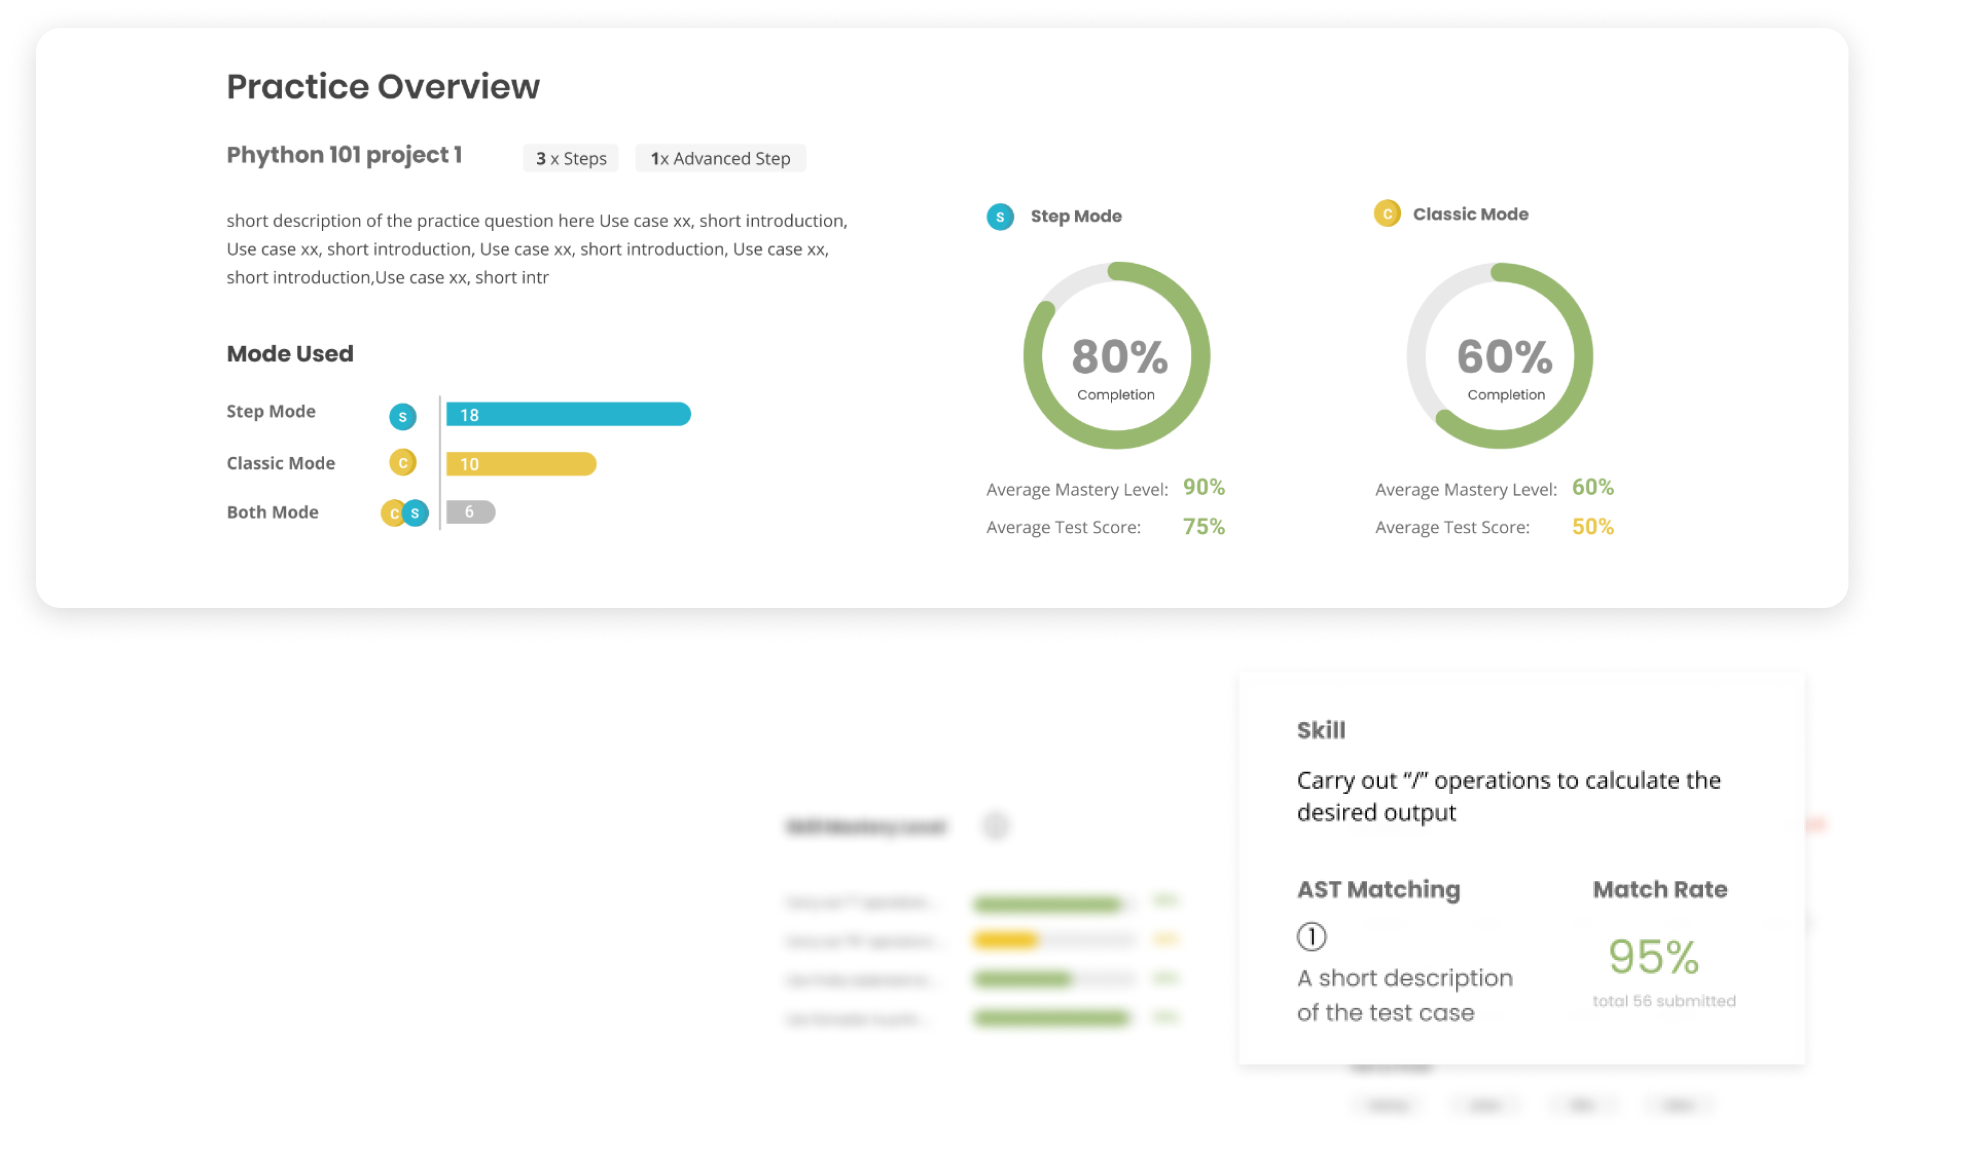 Practice Overview
Phython 101 project 1
3 x Steps
1x Advanced Step
short description of the practice question here Use case xx, short introduction,
Use case xx, short introduction, Use case xx, short introduction, Use case xx,
short introduction,Use case xx, short intr
Mode Used
Step Mode
S
18
Classic Mode
C
10
Both Mode
C S
6
S Step Mode
80%
Completion
Average Mastery Level: 90%
Average Test Score: 75%
C Classic Mode
60%
Completion
Average Mastery Level: 60%
Average Test Score: 50%
Skill Mastery Level
Skill
Carry out “/” operations to calculate the
desired output
AST Matching
1
A short description
of the test case
Match Rate
95%
total 56 submitted